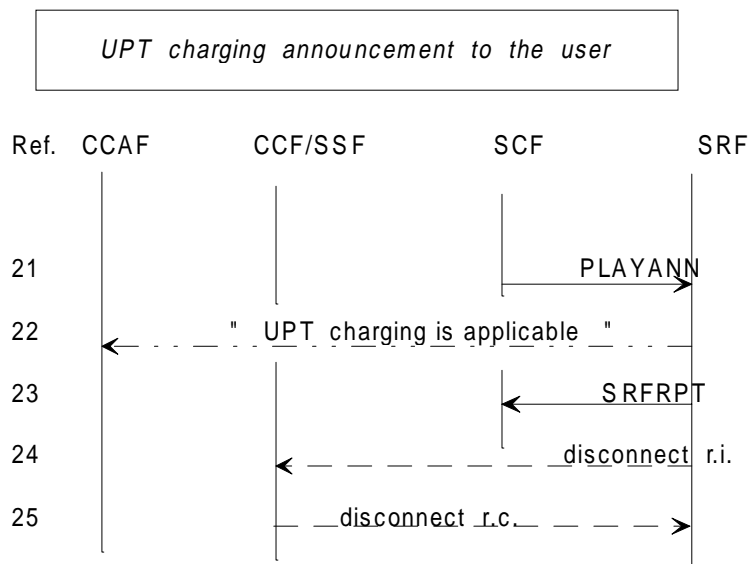 UPT charging announcement to the user
Ref. CCAF CCF/SSF SCF SRF
21 PLAYANN
22 " UPT charging is applicable "
23 SRFRPT
24 disconnect r.i.
25 disconnect r.c.